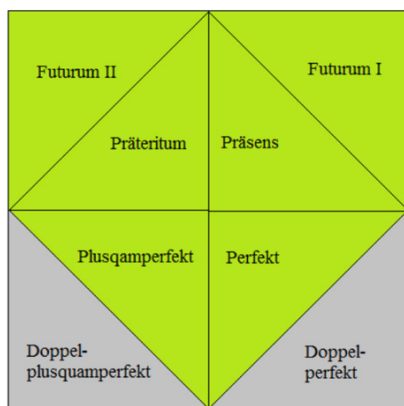 Futurum II
Futurum I
Präteritum
Präsens
Plusqamperfekt
Perfekt
Doppel-
plusquamperfekt
Doppel-
perfekt